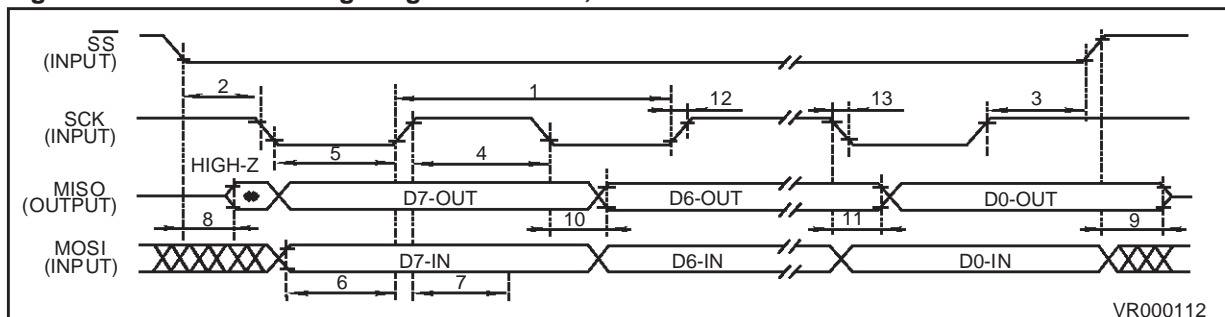 SS
(INPUT)
2
1
12
13
3
SCK
(INPUT)
5
4
HIGH-Z
MISO
(OUTPUT)
D7-OUT
D6-OUT
D0-OUT
8
10
11
9
MOSI
(INPUT)
D7-IN
D6-IN
D0-IN
6
7
VR000112